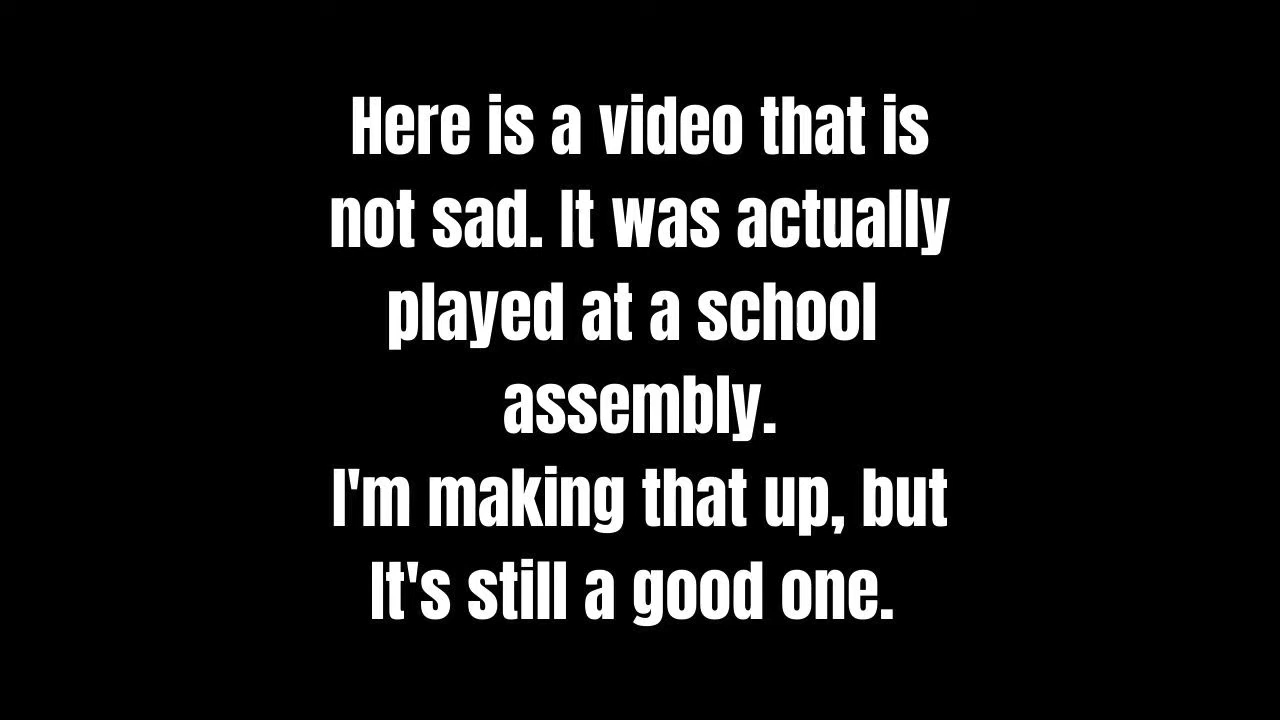 Here is a video that is
not sad. It was actually
played at a school
assembly.
I'm making that up, but
It's still a good one.